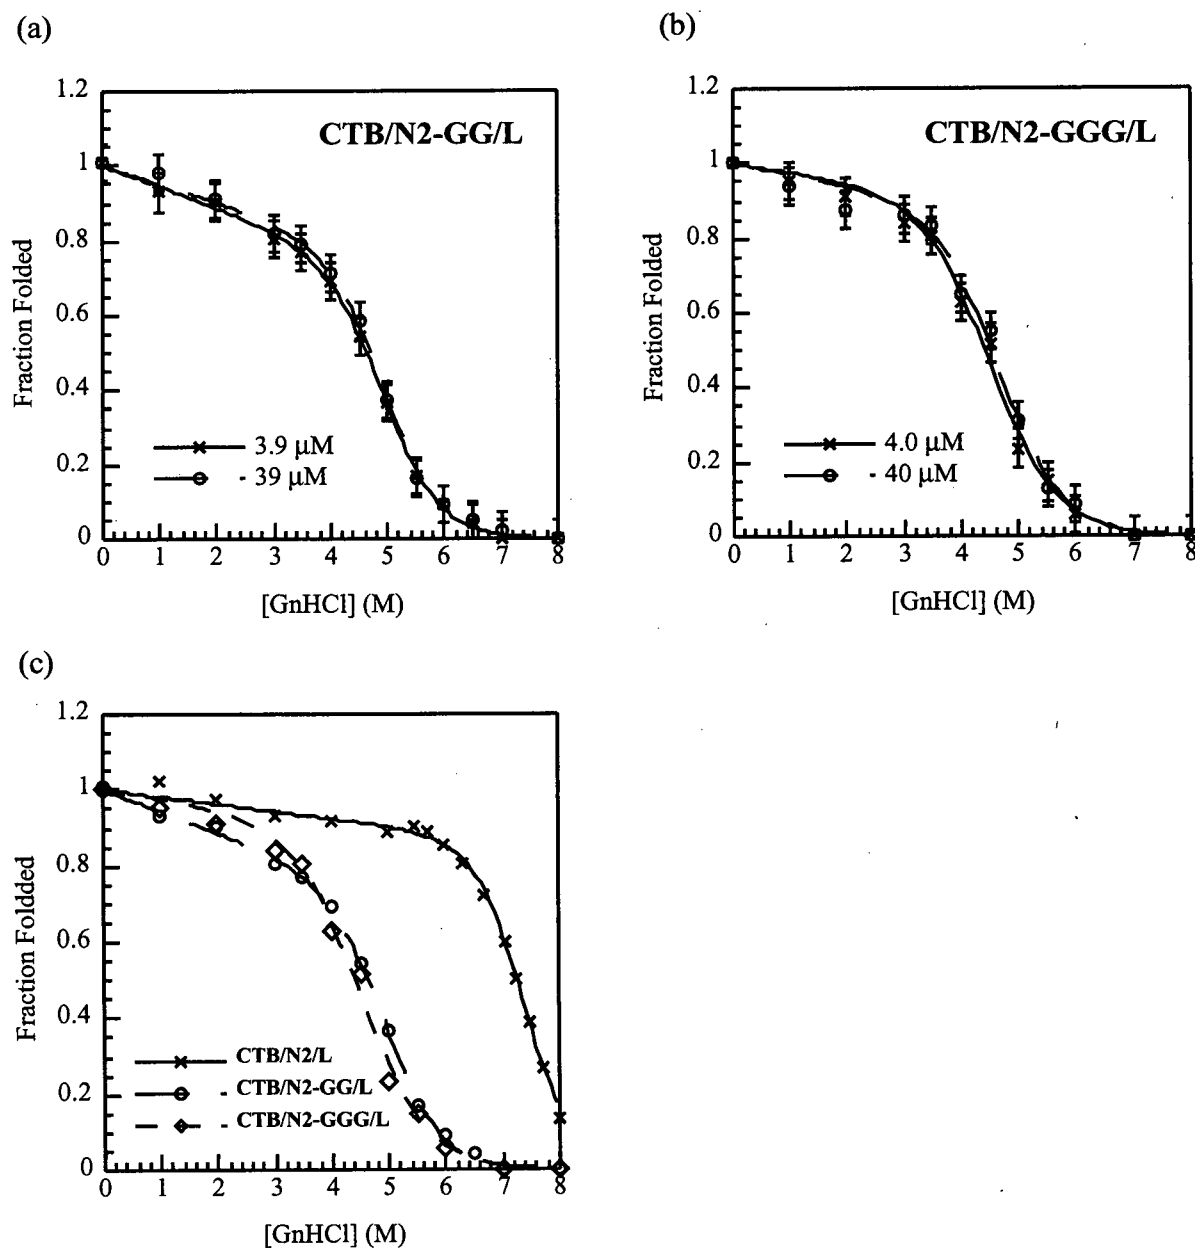 (a)
1.2
1
0.8
0.6
0.4
0.2
0
Fraction Folded
CTB/N2-GG/L
3.9 µM
39 µM
0 1 2 3 4 5 6 7 8
[GnHCl] (M)
(b)
1.2
1
0.8
0.6
0.4
0.2
0
Fraction Folded
CTB/N2-GGG/L
4.0 µM
40 µM
0 1 2 3 4 5 6 7 8
[GnHCl] (M)
(c)
1.2
1
0.8
0.6
0.4
0.2
0
Fraction Foldded
CTB/N2/L
CTB/N2-GG/L
CTB/N2-GGG/L
0 1 2 3 4 5 6 7 8
[GnHCl] (M)